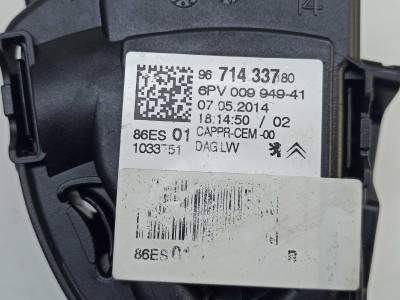 96 714 337 80
6PV 009 949-41
07.05.2014
18:14:50 / 02
86ES 01 CAPPR-CEM -00
DAG LVV
86ES 01